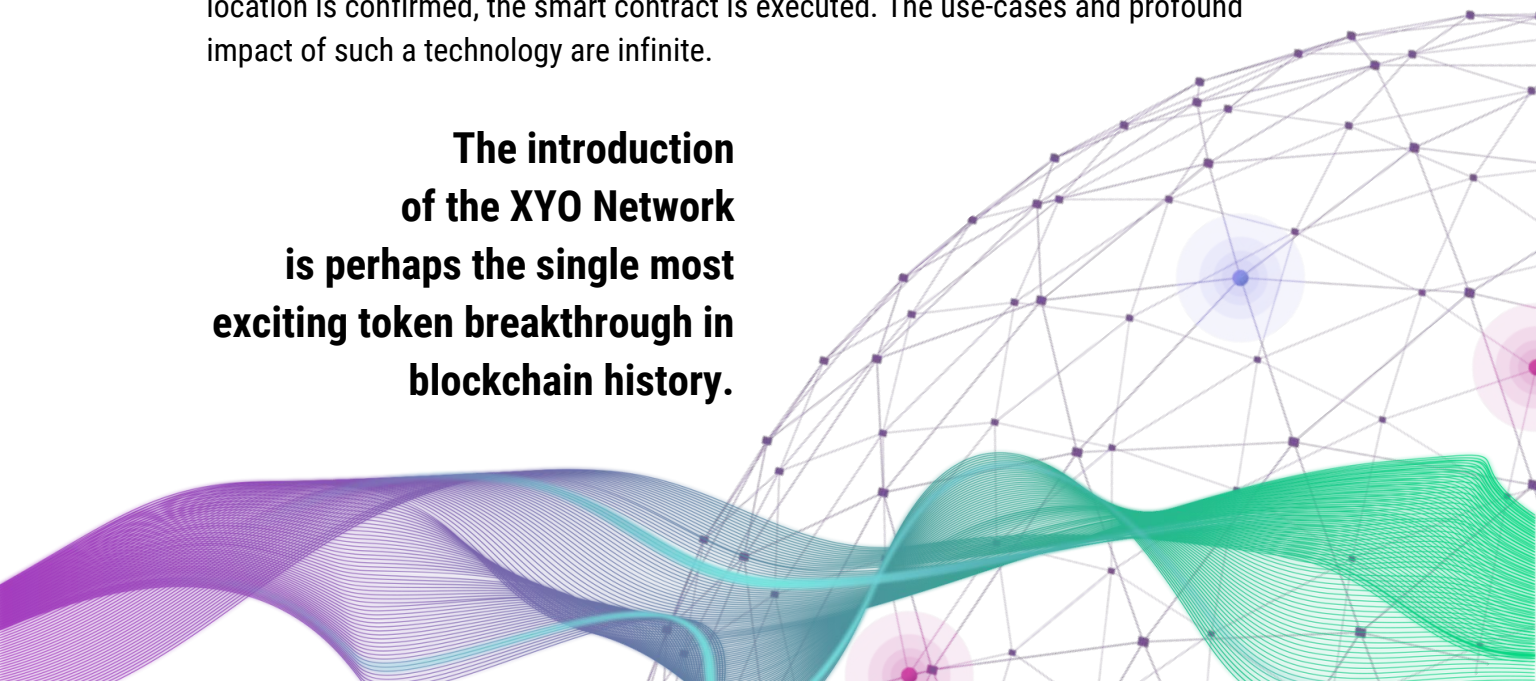 location is confirmed, the smart contract is executed. The use-cases and profound
impact of such a technology are infinite.
The introduction
of the XYO Network
is perhaps the single most
exciting token breakthrough in
blockchain history.